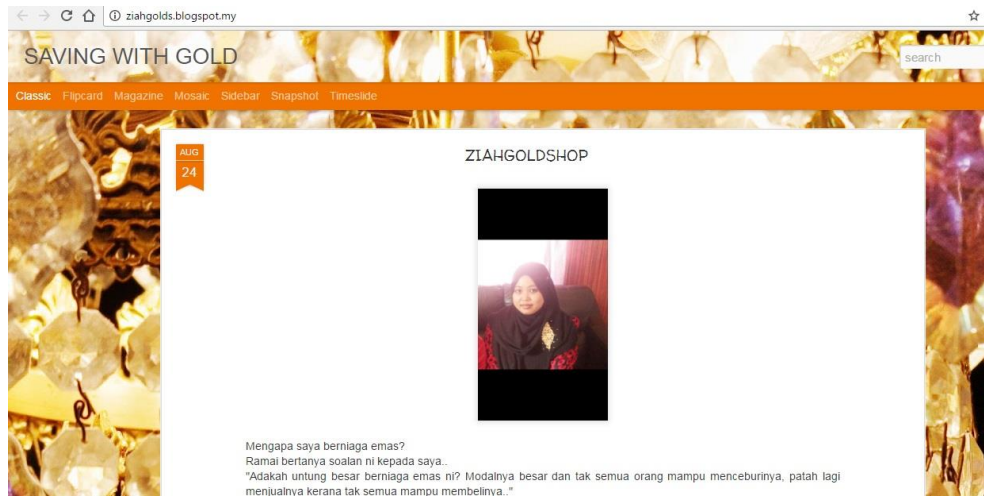 ziahgolds.blogspot.my
SAVING WITH GOLD
search
Classic Flipcard Magazine Mosaic Sidebar Snapshot Timeslide
AUG
24
ZIAHGOLDSHOP
Mengapa saya berniaga emas?
Ramai bertanya soalan ni kepada saya..
"Adakah untung besar berniaga emas ni? Modalnya besar dan tak semua orang mampu menceburinya, patah lagi
menjualnya kerana tak semua mampu membelinya.."